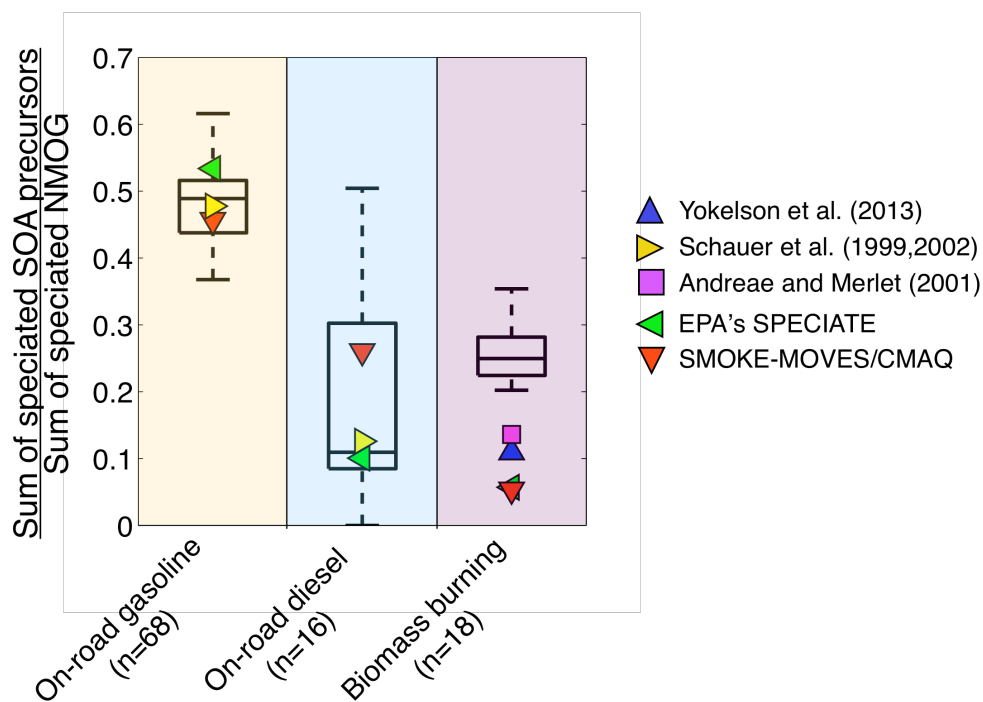 Sum of speciated SOA precursors
Sum of speciated NMOG
0.7
0.6
0.5
0.4
0.3
0.2
0.1
0
On-road gasoline
(n=68)
On-road diesel
(n=16)
Biomass burning
(n=18)
Yokelson et al. (2013)
Schauer et al. (1999,2002)
Andreae and Merlet (2001)
EPA's SPECIATE
SMOKE-MOVES/CMAQ